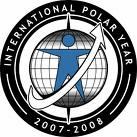 INTERNATIONAL POLAR YEAR
2007-2008